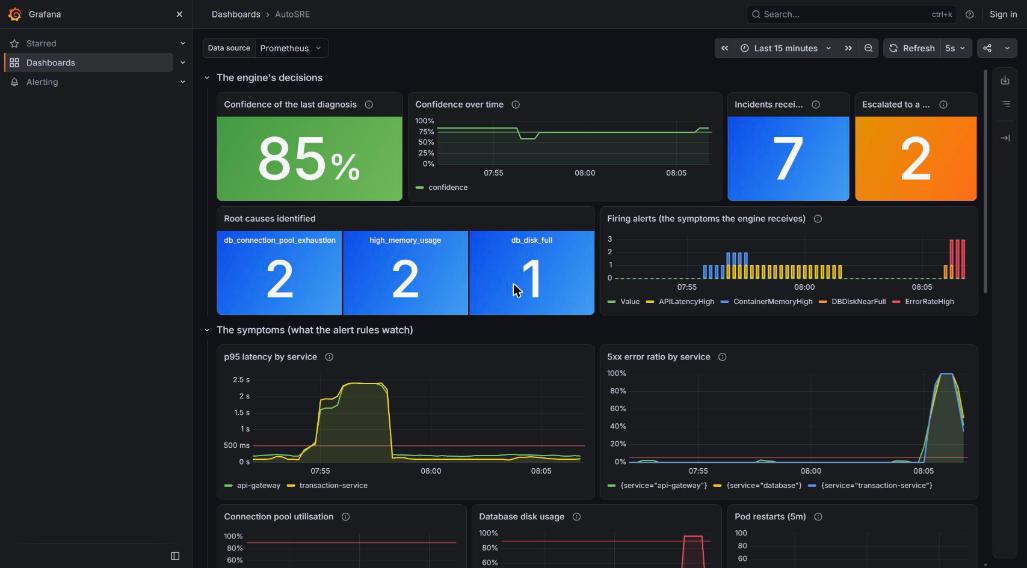 Grafana
Dashboards › AutoSRE
Search...
ctrl+k
Sign in
Starred
Dashboards
Alerting
Data source
Prometheus
Last 15 minutes
Refresh
5s
The engine's decisions
Confidence of the last diagnosis
85%
Confidence over time
100%
75%
50%
25%
0%
07:55
08:00
08:05
confidence
Incidents recei...
7
Escalated to a ...
2
Root causes identified
db_connection_pool_exhaustion
2
high_memory_usage
2
db_disk_full
1
Firing alerts (the symptoms the engine receives)
3
2
1
0
07:55
08:00
08:05
Value
APILatencyHigh
ContainerMemoryHigh
DBDiskNearFull
ErrorRateHigh
The symptoms (what the alert rules watch)
p95 latency by service
2.5 s
2 s
1.5 s
1 s
500 ms
0 s
07:55
08:00
08:05
api-gateway
transaction-service
5xx error ratio by service
100%
80%
60%
40%
20%
0%
07:55
08:00
08:05
{service="api-gateway"}
{service="database"}
{service="transaction-service"}
Connection pool utilisation
100%
80%
60%
Database disk usage
100%
80%
60%
Pod restarts (5m)
100
80
60